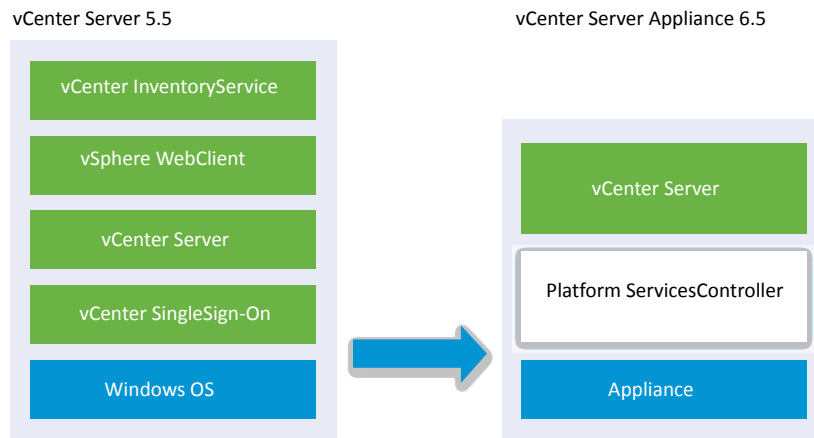 vCenter Server 5.5
vCenter InventoryService
vSphere WebClient
vCenter Server
vCenter SingleSign-On
Windows OS
vCenter Server Appliance 6.5
vCenter Server
Platform ServicesController
Appliance